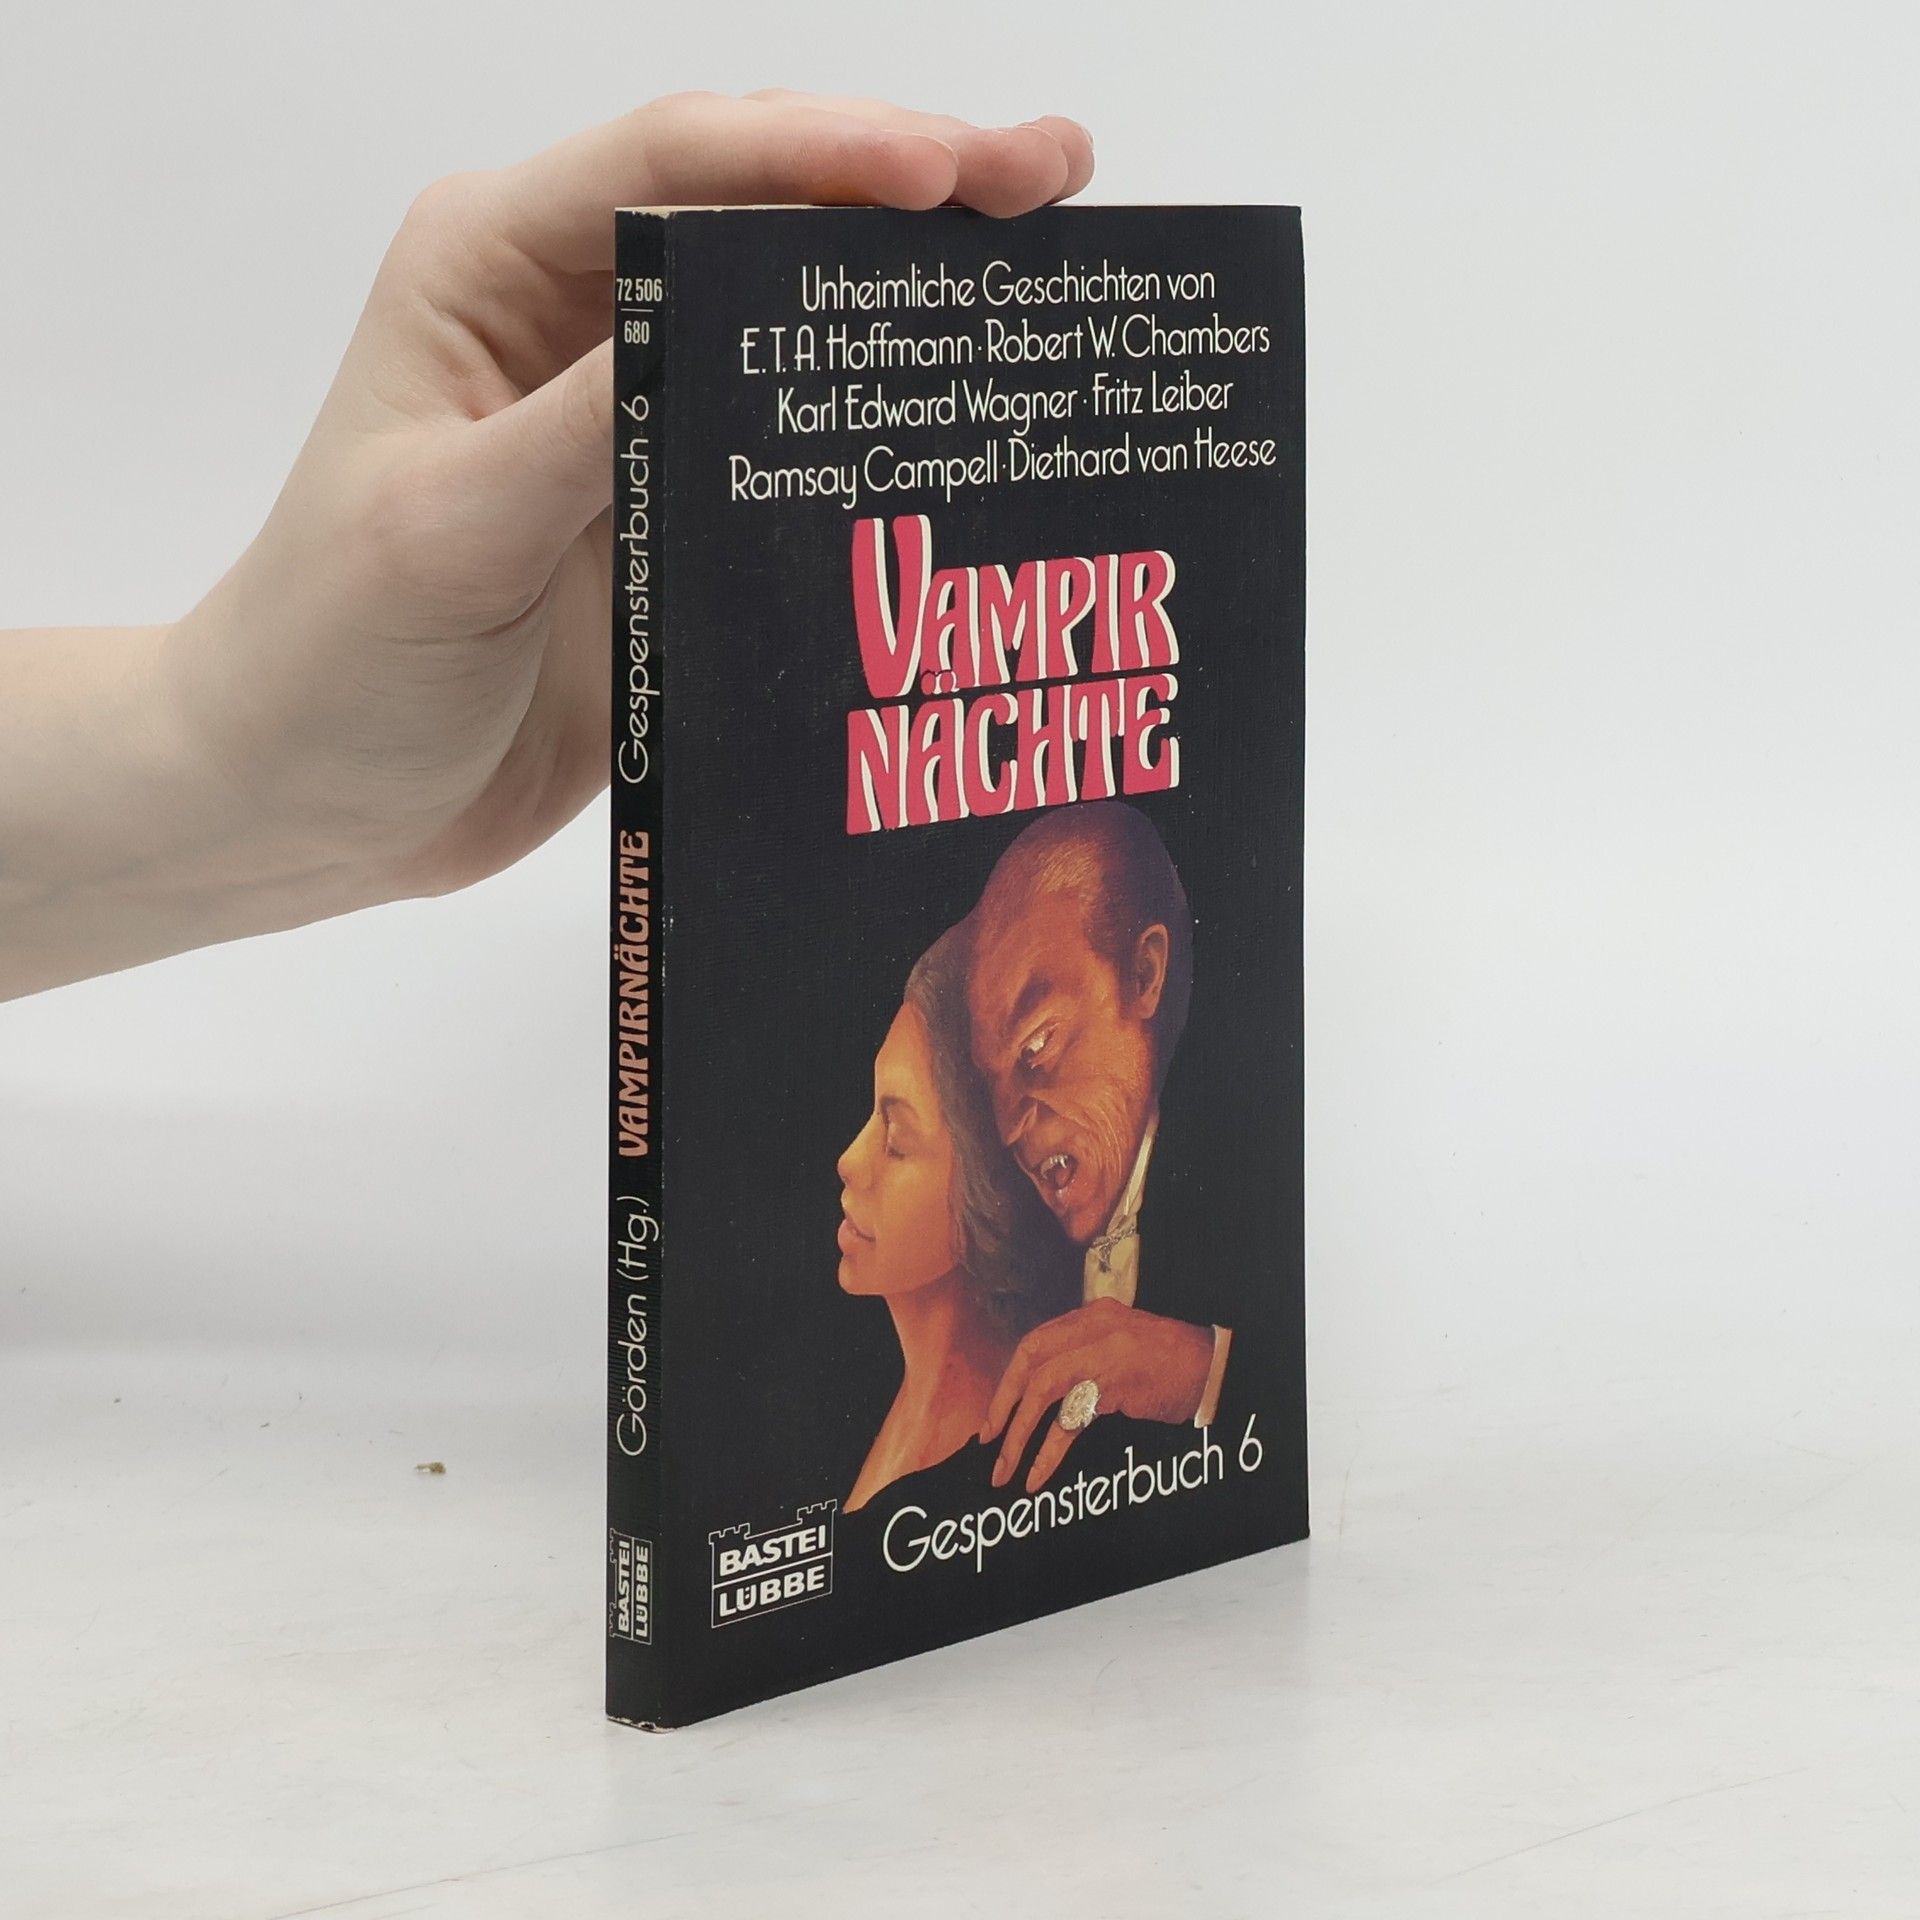 Unheimliche Geschichten von
E.T.A. Hoffmann · Robert W. Chambers
Karl Edward Wagner · Fritz Leiber
Ramsay Campell · Diethard van Heese
VAMPIR
NÄCHTE
Gespensterbuch 6
BASTEI
LÜBBE
72 506
680
Görden (Hg.) VAMPIRNÄCHTE Gespensterbuch 6
BASTEI
LÜBBE